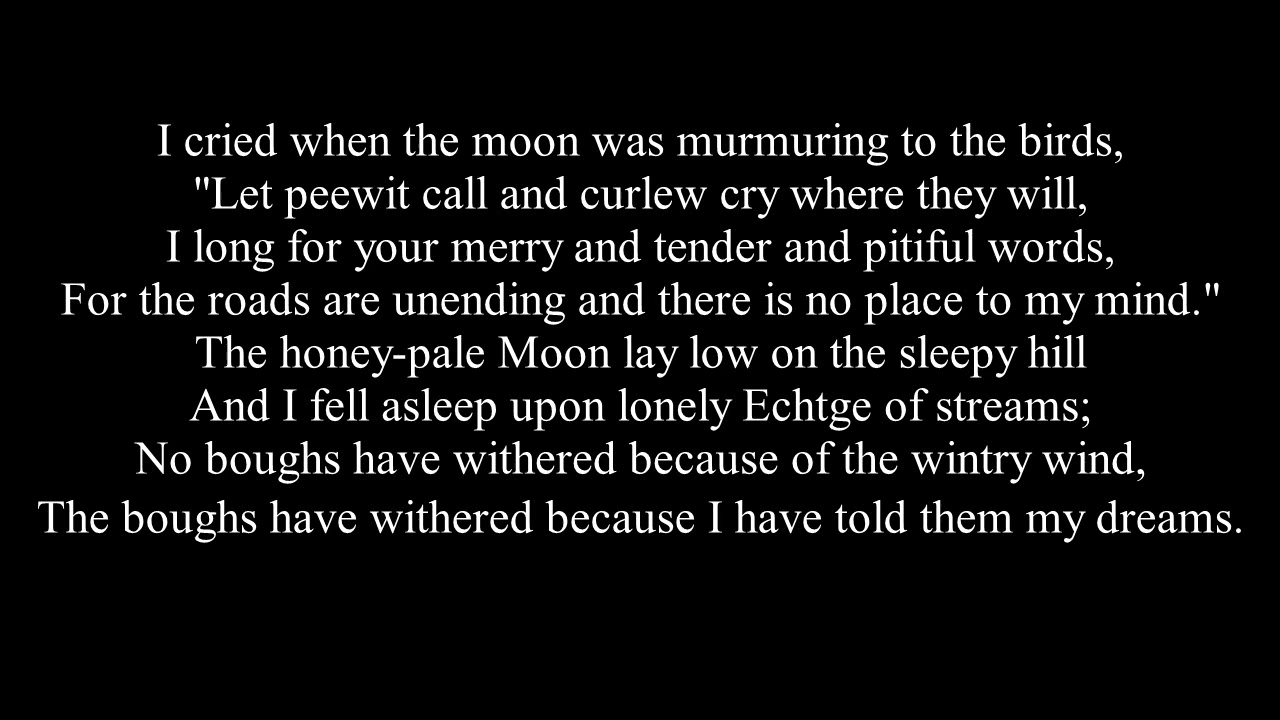 I cried when the moon was murmuring to the birds,
"Let peewit call and curlew cry where they will,
I long for your merry and tender and pitiful words,
For the roads are unending and there is no place to my mind."
The honey-pale Moon lay low on the sleepy hill
And I fell asleep upon lonely Echtge of streams;
No boughs have withered because of the wintry wind,
The boughs have withered because I have told them my dreams.